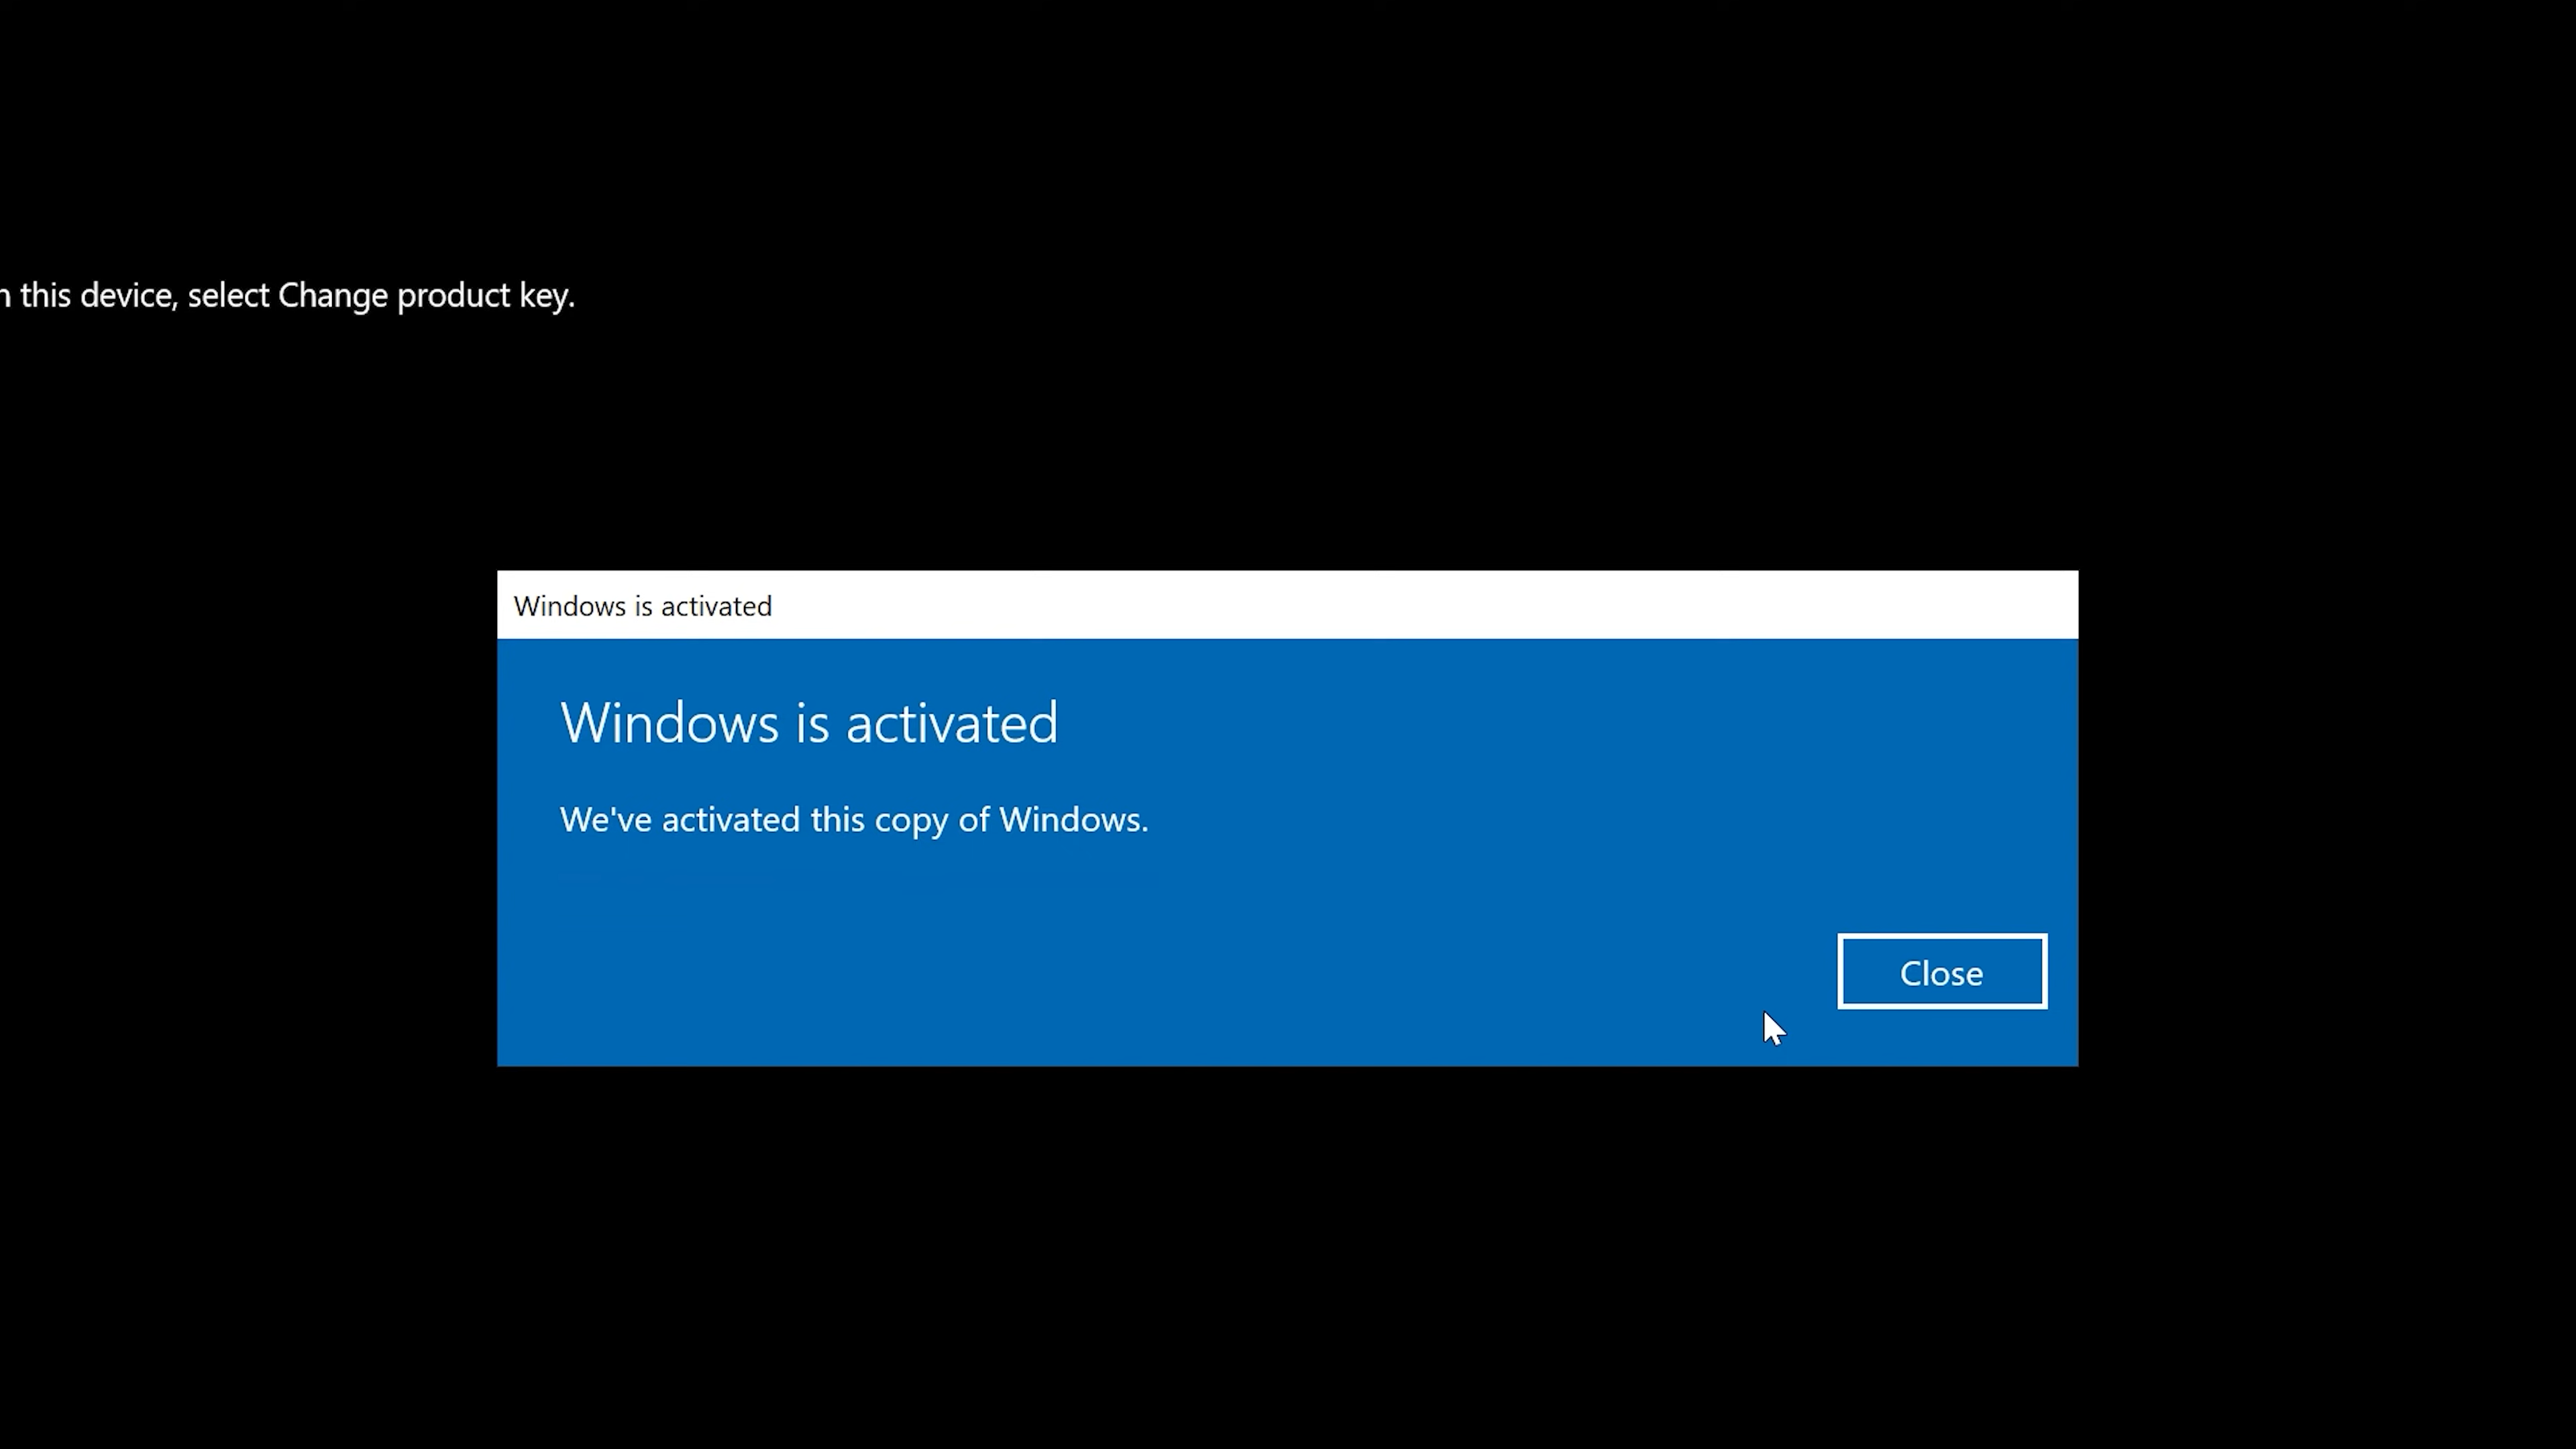 this device, select Change product key.
Windows is activated
Windows is activated
We've activated this copy of Windows.
Close